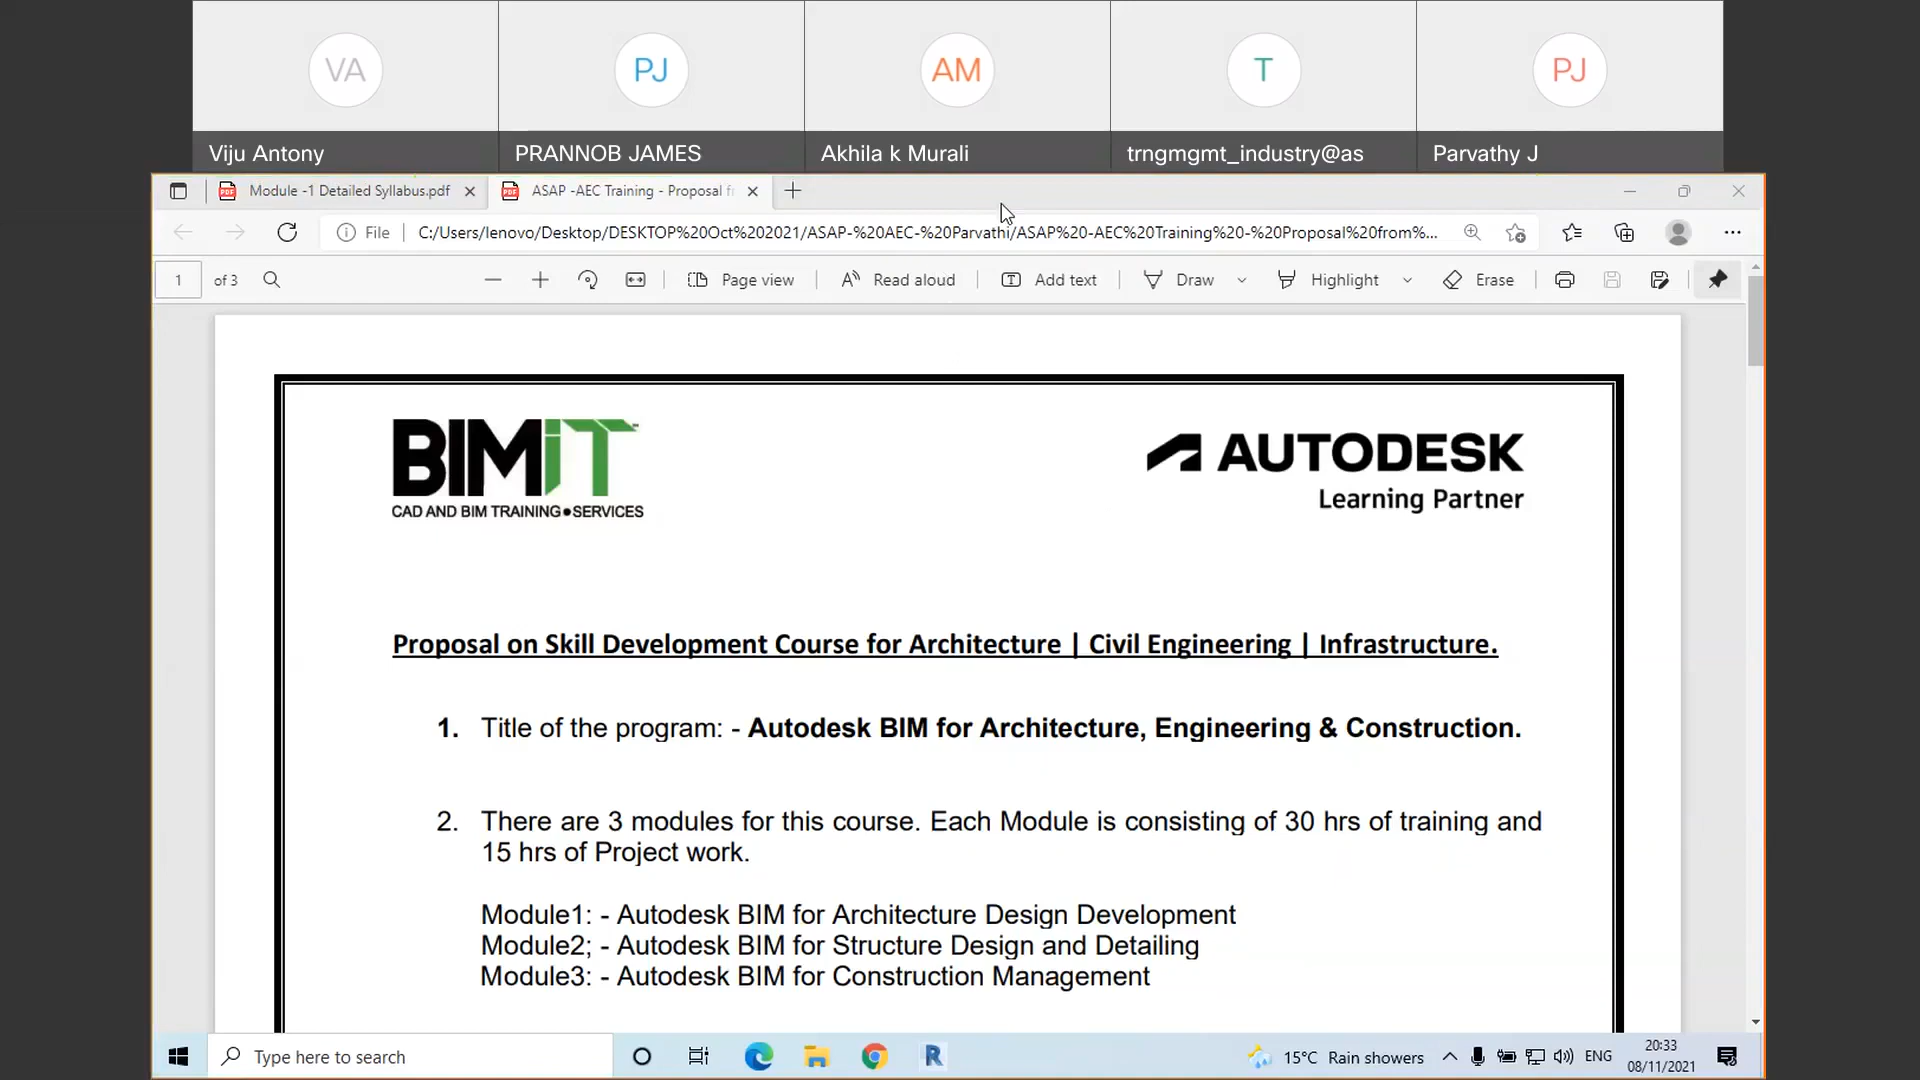 VA
PJ
AM
T
PJ
Viju Antony
PRANNOB JAMES
Akhila k Murali
trngmgmt_industry@as
Parvathy J
Module -1 Detailed Syllabus.pdf
ASAP -AEC Training - Proposal f
File
C:/Users/lenovo/Desktop/DESKTOP%20Oct%202021/ASAP-%20AEC-%20Parvathi/ASAP%20-AEC%20Training%20-%20Proposal%20from%...
1 of 3
Page view
Read aloud
Add text
Draw
Highlight
Erase
BIMiT
CAD AND BIM TRAINING●SERVICES
AUTODESK
Learning Partner
Proposal on Skill Development Course for Architecture | Civil Engineering | Infrastructure.
1. Title of the program: - Autodesk BIM for Architecture, Engineering & Construction.
2. There are 3 modules for this course. Each Module is consisting of 30 hrs of training and
15 hrs of Project work.
Module1: - Autodesk BIM for Architecture Design Development
Module2; - Autodesk BIM for Structure Design and Detailing
Module3: - Autodesk BIM for Construction Management
Type here to search
15°C Rain showers
ENG
20:33
08/11/2021